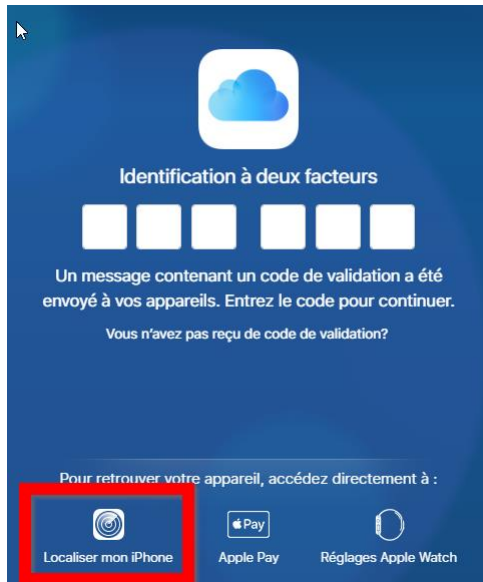 Identification à deux facteurs
Un message contenant un code de validation a été
envoyé à vos appareils. Entrez le code pour continuer.
Vous n'avez pas reçu de code de validation?
Pour retrouver votre appareil, accédez directement à :
Pay
Localiser mon iPhone
Apple Pay
Réglages Apple Watch